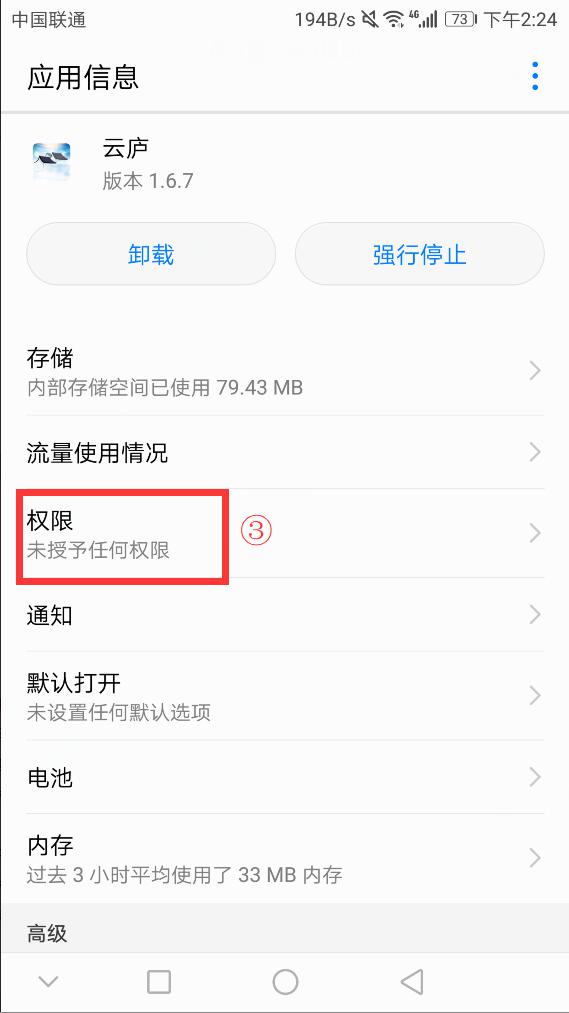 中国联通 194B/s 4G 73 下午2:24
应用信息
云庐
版本 1.6.7
卸载 强行停止
存储
内部存储空间已使用 79.43 MB
流量使用情况
权限
未授予任何权限
③
通知
默认打开
未设置任何默认选项
电池
内存
过去 3 小时平均使用了 33 MB 内存
高级